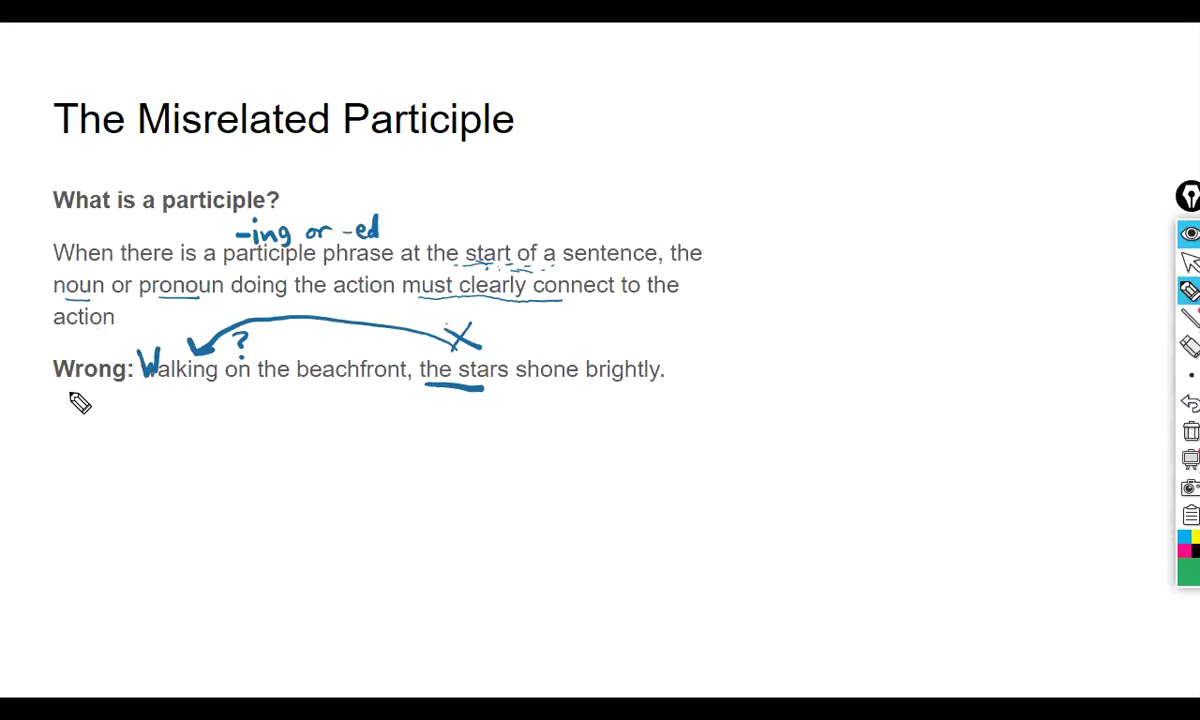 The Misrelated Participle
What is a participle?
-ing or -ed
When there is a participle phrase at the start of a sentence, the
noun or pronoun doing the action must clearly connect to the
action
?
Wrong: Walking on the beachfront, the stars shone brightly.